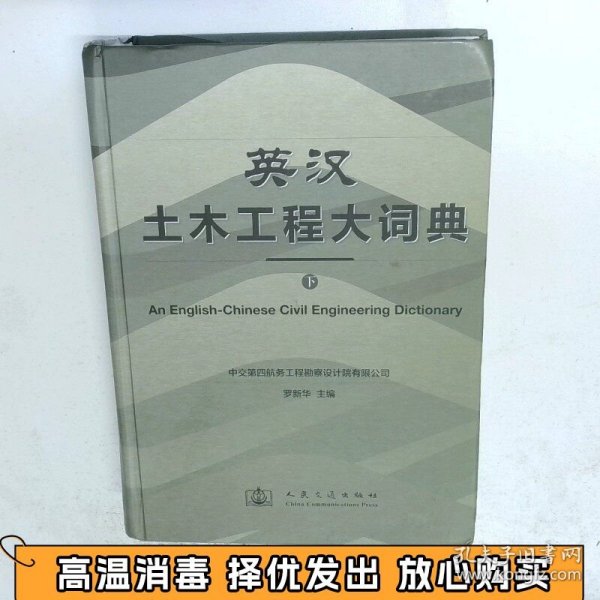 英汉
土木工程大词典
下
An English-Chinese Civil Engineering Dictionary
中交第四航务工程勘察设计院有限公司
罗新华 主编
人民交通出版社
China Communications Press
孔夫子旧书网
www.kongfz.com
高温消毒 择优发出 放心购买